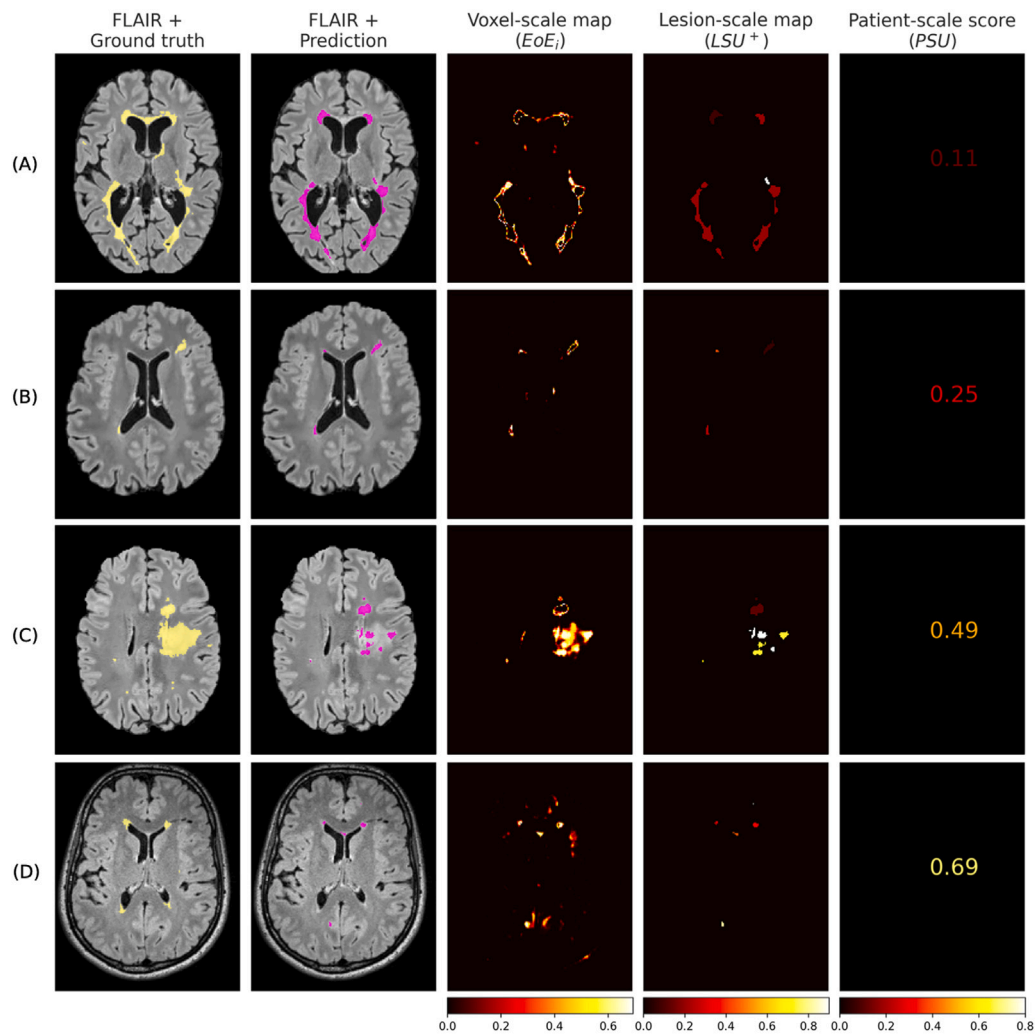 FLAIR +
Ground truth
FLAIR +
Prediction
Voxel-scale map
(EoEᵢ)
Lesion-scale map
(LSU⁺)
Patient-scale score
(PSU)
(A)
0.11
(B)
0.25
(C)
0.49
(D)
0.69
0.0 0.2 0.4 0.6
0.0 0.2 0.4 0.6 0.8
0.0 0.2 0.4 0.6 0.8